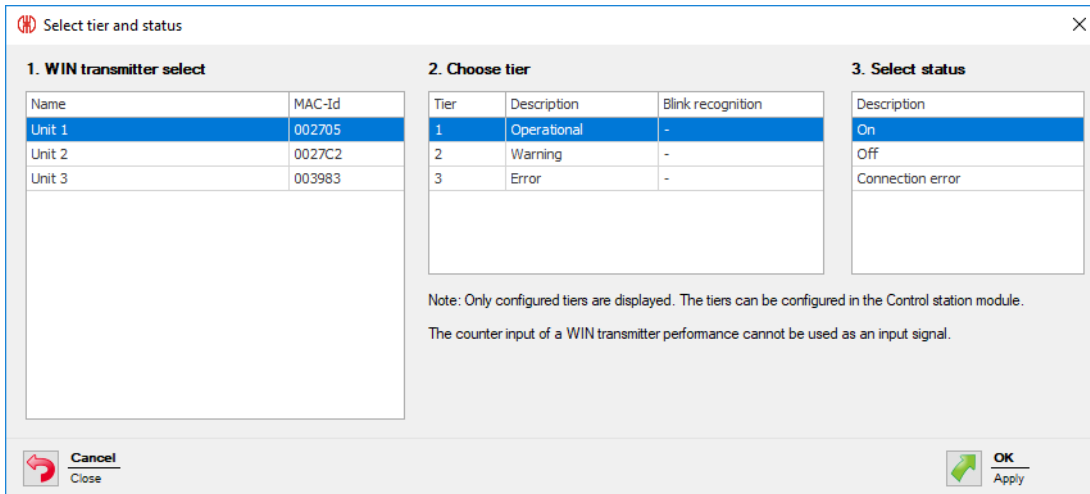 Select tier and status
1. WIN transmitter select
Name MAC-Id
Unit 1 002705
Unit 2 0027C2
Unit 3 003983
2. Choose tier
Tier Description Blink recognition
1 Operational -
2 Warning -
3 Error -
3. Select status
Description
On
Off
Connection error
Note: Only configured tiers are displayed. The tiers can be configured in the Control station module.
The counter input of a WIN transmitter performance cannot be used as an input signal.
Cancel
Close
OK
Apply